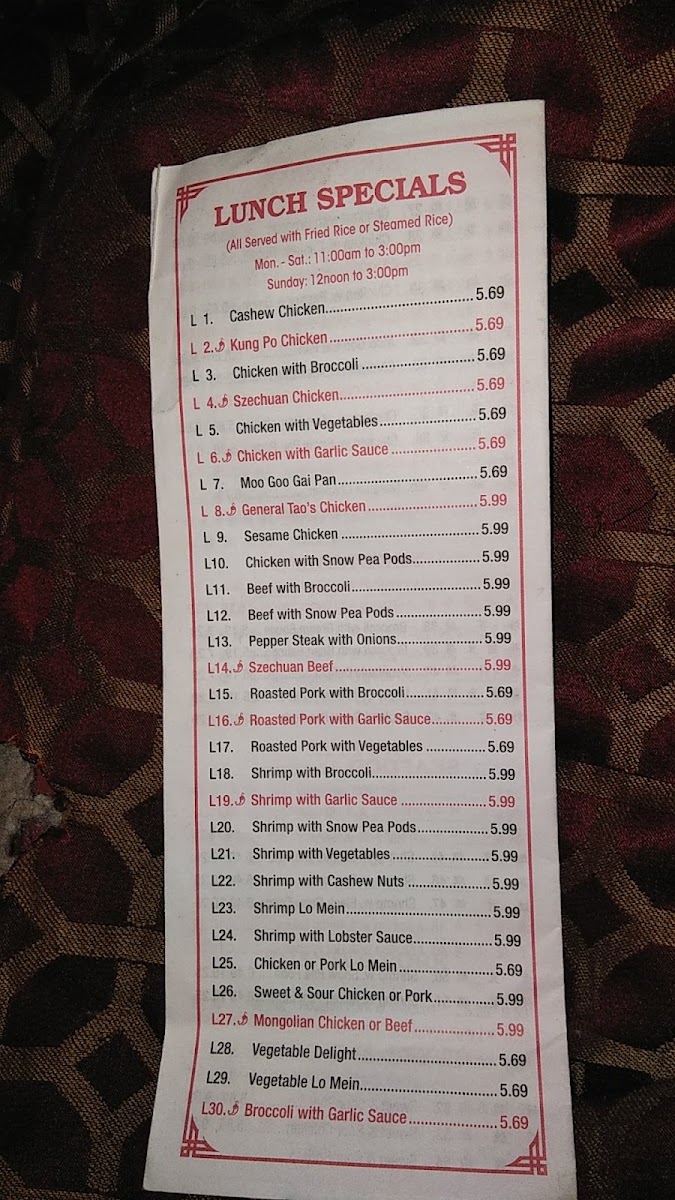 LUNCH SPECIALS
(All Served with Fried Rice or Steamed Rice)
Mon. - Sat.: 11:00am to 3:00pm
Sunday: 12noon to 3:00pm
L 1. Cashew Chicken 5.69
L 2. Kung Po Chicken 5.69
L 3. Chicken with Broccoli 5.69
L 4. Szechuan Chicken 5.69
L 5. Chicken with Vegetables 5.69
L 6. Chicken with Garlic Sauce 5.69
L 7. Moo Goo Gai Pan 5.69
L 8. General Tao's Chicken 5.99
L 9. Sesame Chicken 5.99
L10. Chicken with Snow Pea Pods 5.99
L11. Beef with Broccoli 5.99
L12. Beef with Snow Pea Pods 5.99
L13. Pepper Steak with Onions 5.99
L14. Szechuan Beef 5.99
L15. Roasted Pork with Broccoli 5.69
L16. Roasted Pork with Garlic Sauce 5.69
L17. Roasted Pork with Vegetables 5.69
L18. Shrimp with Broccoli 5.99
L19. Shrimp with Garlic Sauce 5.99
L20. Shrimp with Snow Pea Pods 5.99
L21. Shrimp with Vegetables 5.99
L22. Shrimp with Cashew Nuts 5.99
L23. Shrimp Lo Mein 5.99
L24. Shrimp with Lobster Sauce 5.99
L25. Chicken or Pork Lo Mein 5.69
L26. Sweet & Sour Chicken or Pork 5.99
L27. Mongolian Chicken or Beef 5.99
L28. Vegetable Delight 5.69
L29. Vegetable Lo Mein 5.69
L30. Broccoli with Garlic Sauce 5.69